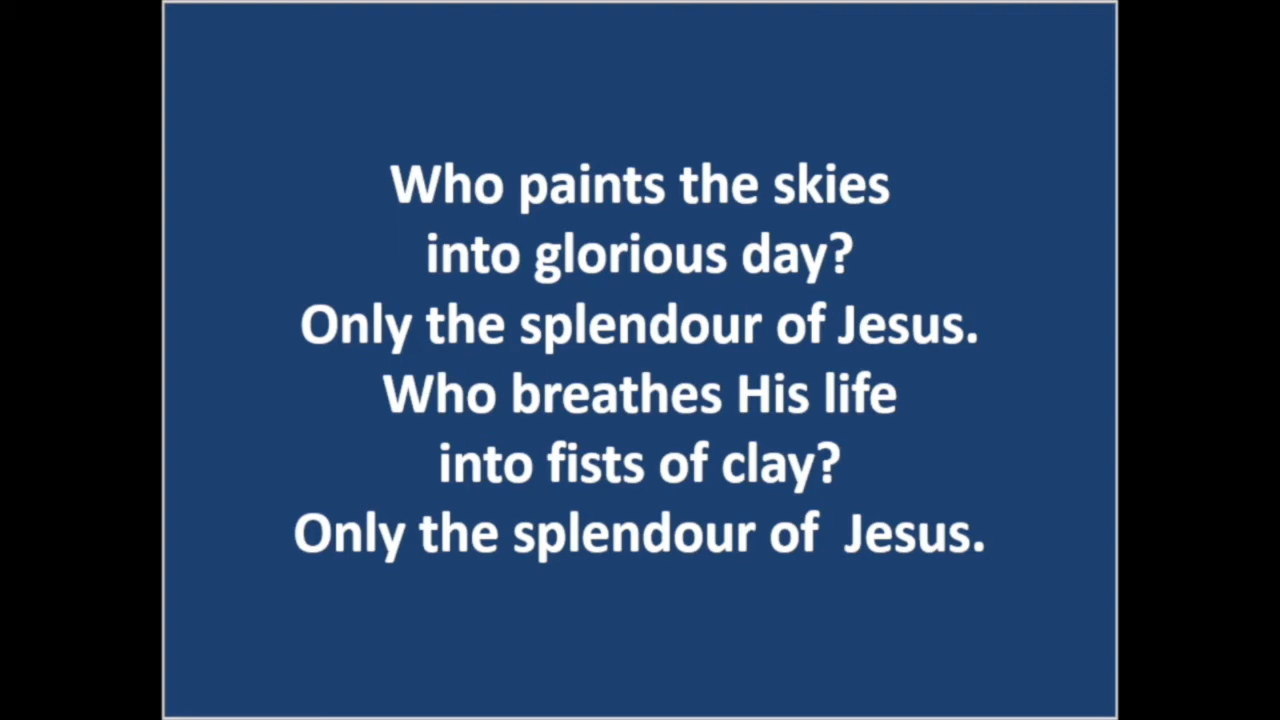 Who paints the skies
into glorious day?
Only the splendour of Jesus.
Who breathes His life
into fists of clay?
Only the splendour of  Jesus.